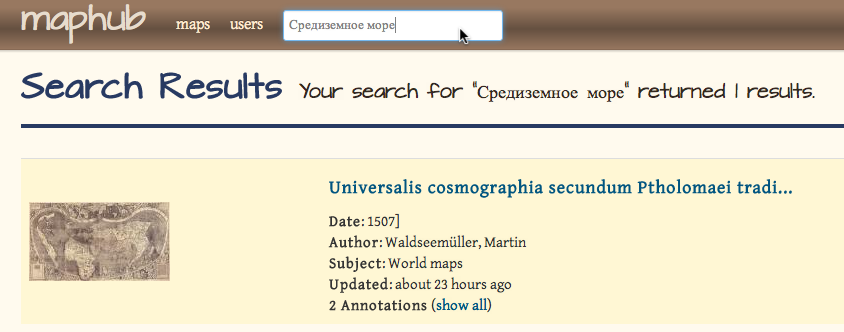 maphub maps users Средиземное море
Search Results Your search for "Средиземное море" returned 1 results.
Universalis cosmographia secundum Ptholomaei tradi...
Date: 1507]
Author: Waldseemüller, Martin
Subject: World maps
Updated: about 23 hours ago
2 Annotations (show all)